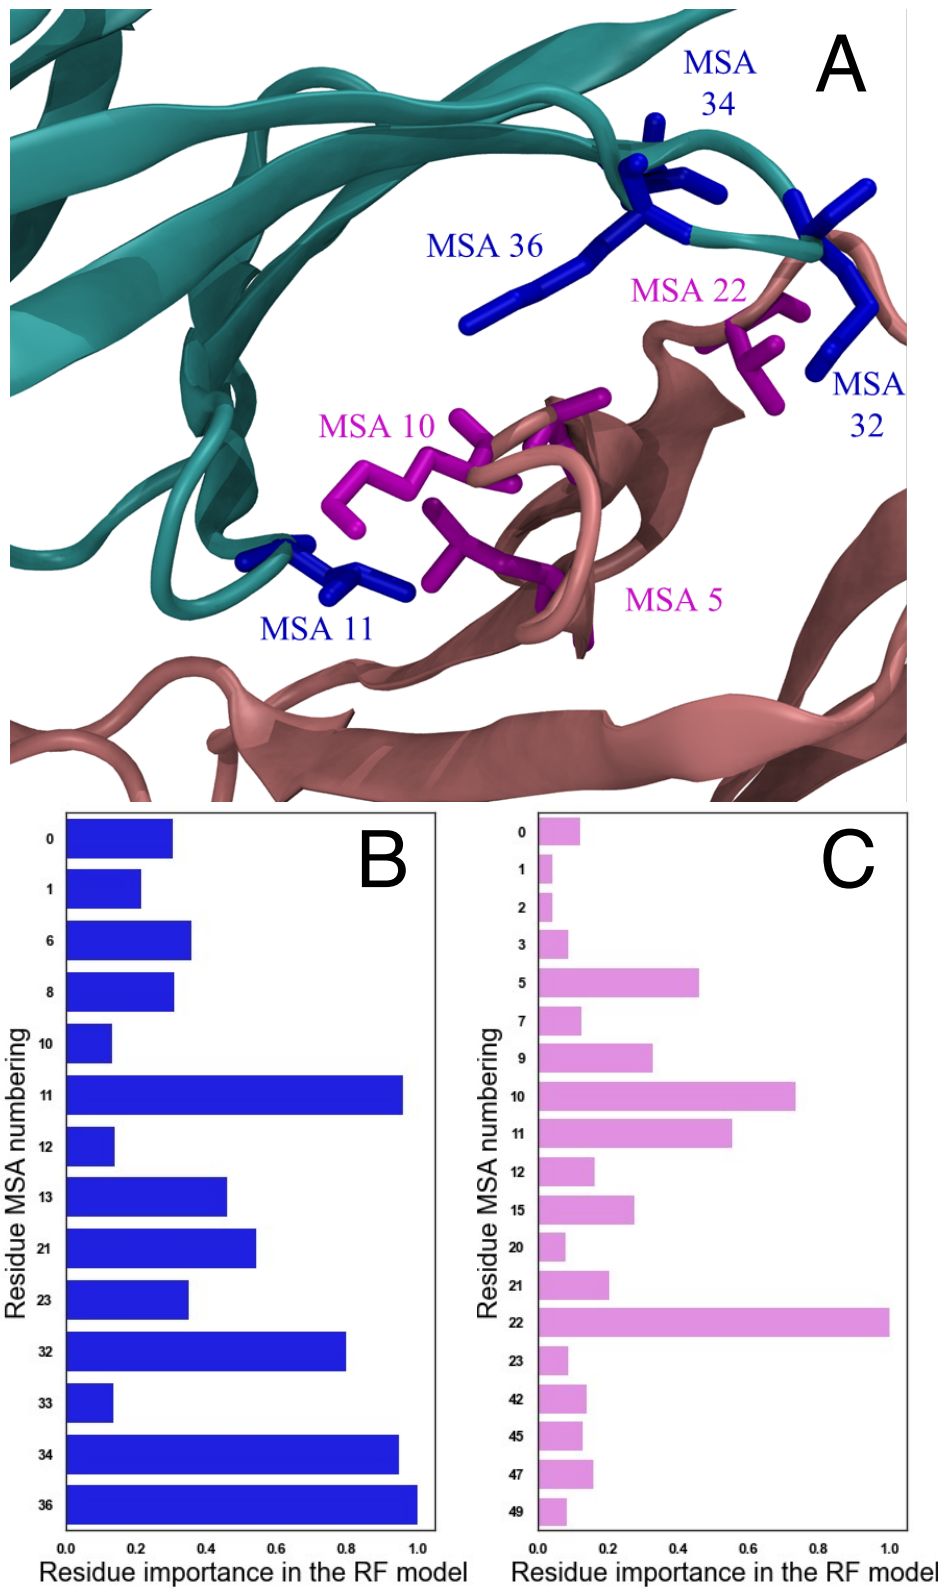 A
MSA
34
MSA 36
MSA 22
MSA
32
MSA 10
MSA 5
MSA 11
B
Residue MSA numbering
0
1
6
8
10
11
12
13
21
23
32
33
34
36
0.0 0.2 0.4 0.6 0.8 1.0
Residue importance in the RF model
C
Residue MSA numbering
0
1
2
3
5
7
9
10
11
12
15
20
21
22
23
42
45
47
49
0.0 0.2 0.4 0.6 0.8 1.0
Residue importance in the RF model